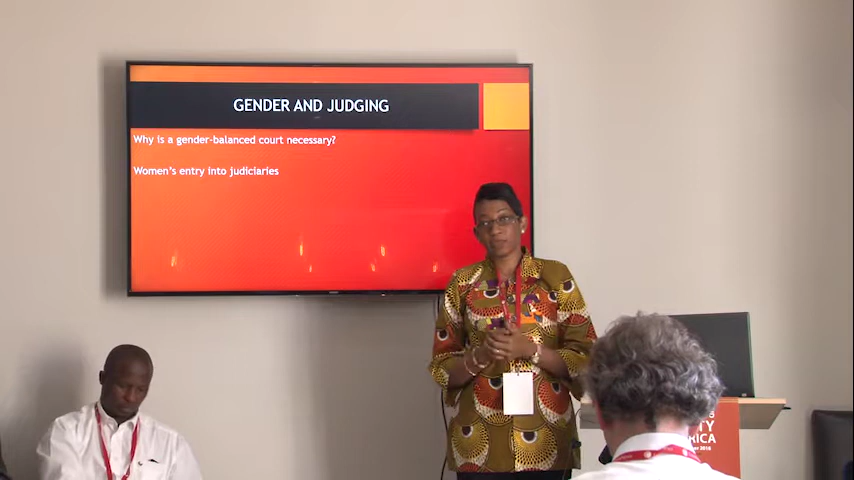 GENDER AND JUDGING
Why is a gender-balanced court necessary?
Women's entry into judiciaries